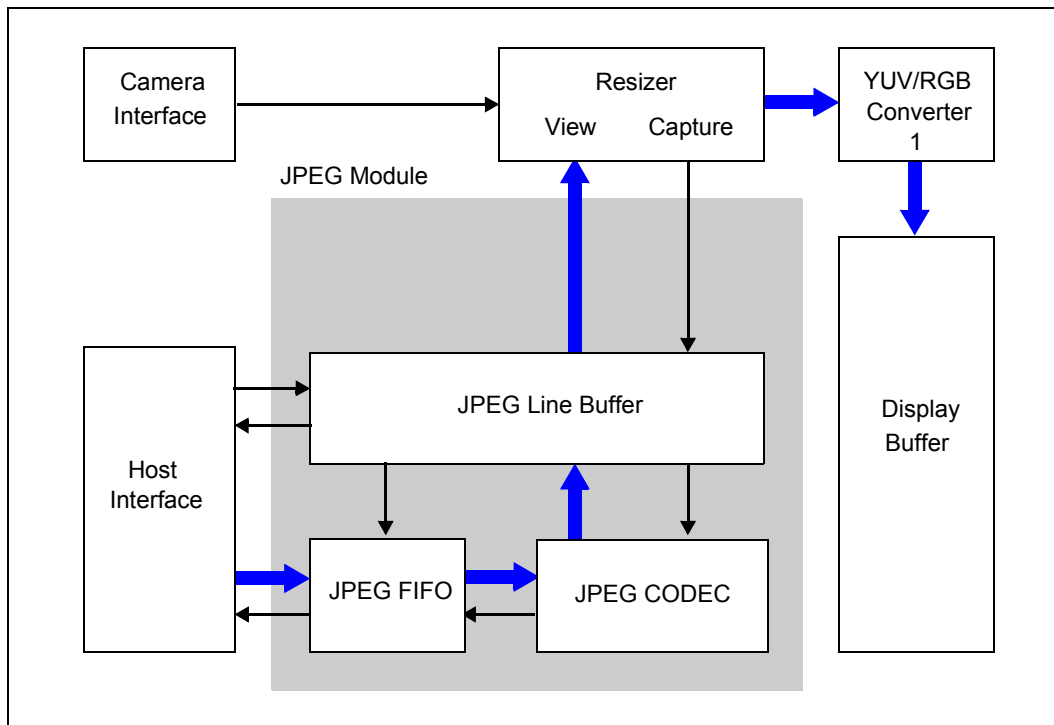 Camera
Interface
Resizer
View Capture
YUV/RGB
Converter
1
JPEG Module
JPEG Line Buffer
Display
Buffer
Host
Interface
JPEG FIFO
JPEG CODEC